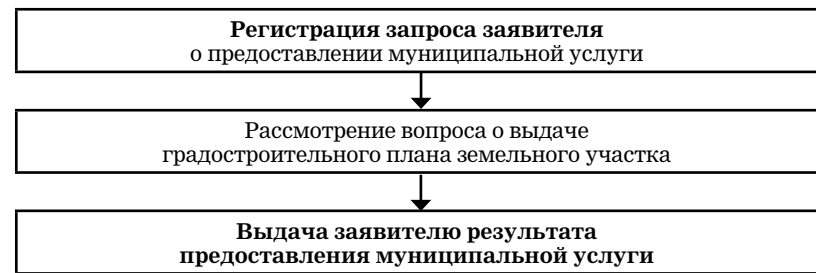 Регистрация запроса заявителя
о предоставлении муниципальной услуги
Рассмотрение вопроса о выдаче
градостроительного плана земельного участка
Выдача заявителю результата
предоставления муниципальной услуги